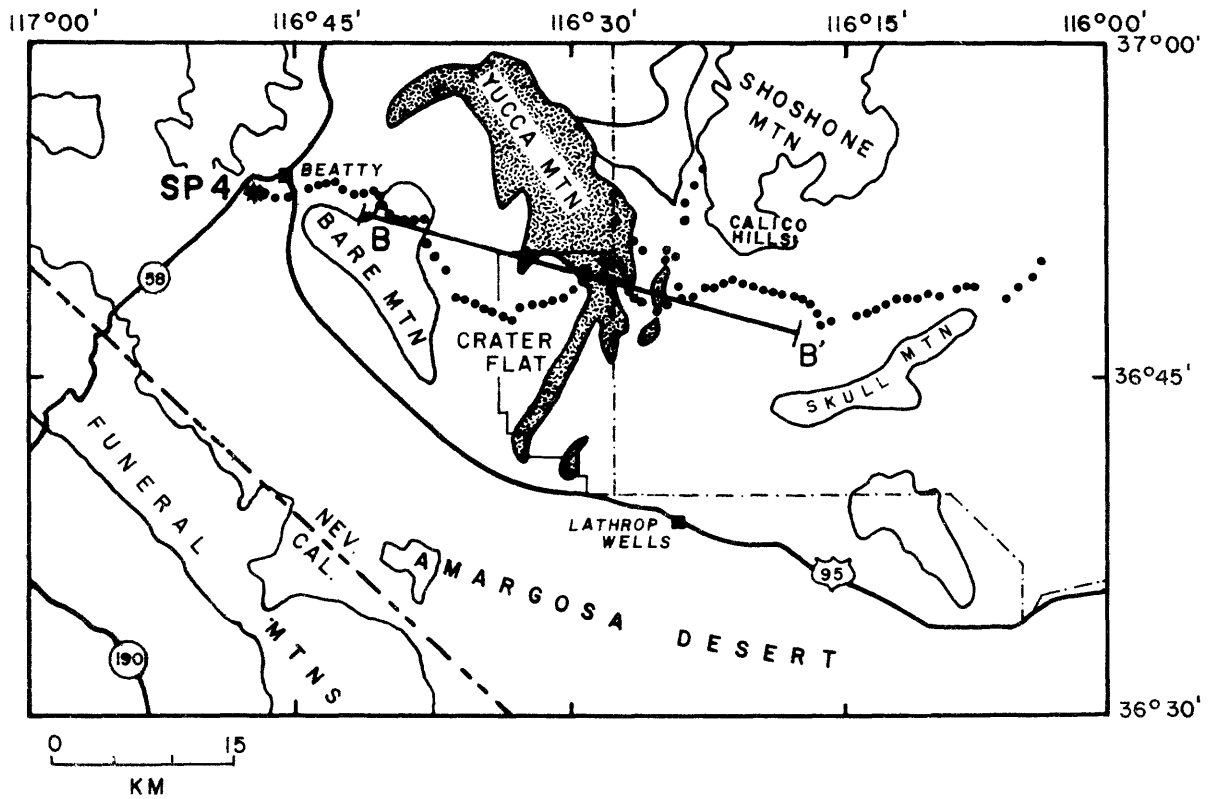 117°00' 116°45' 116°30' 116°15' 116°00'
37°00'
YUCCA MTN
SHOSHONE
MTN
BEATTY
SP 4
B
BARE MTN
CALICO
HILLS
58
CRATER
FLAT
B'
SKULL MTN
36°45'
FUNERAL
MTNS
NEV.
CAL.
LATHROP
WELLS
95
AMARGOSA DESERT
190
36°30'
0 15
KM